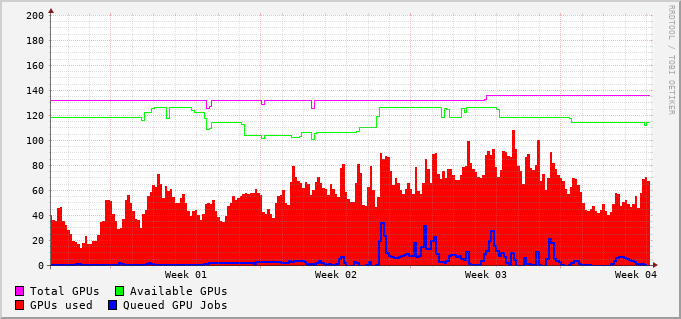 200
180
160
140
120
100
80
60
40
20
0
Week 01 Week 02 Week 03 Week 04
Total GPUs Available GPUs
GPUs used Queued GPU Jobs
RRDTOOL / TOBI OETIKER